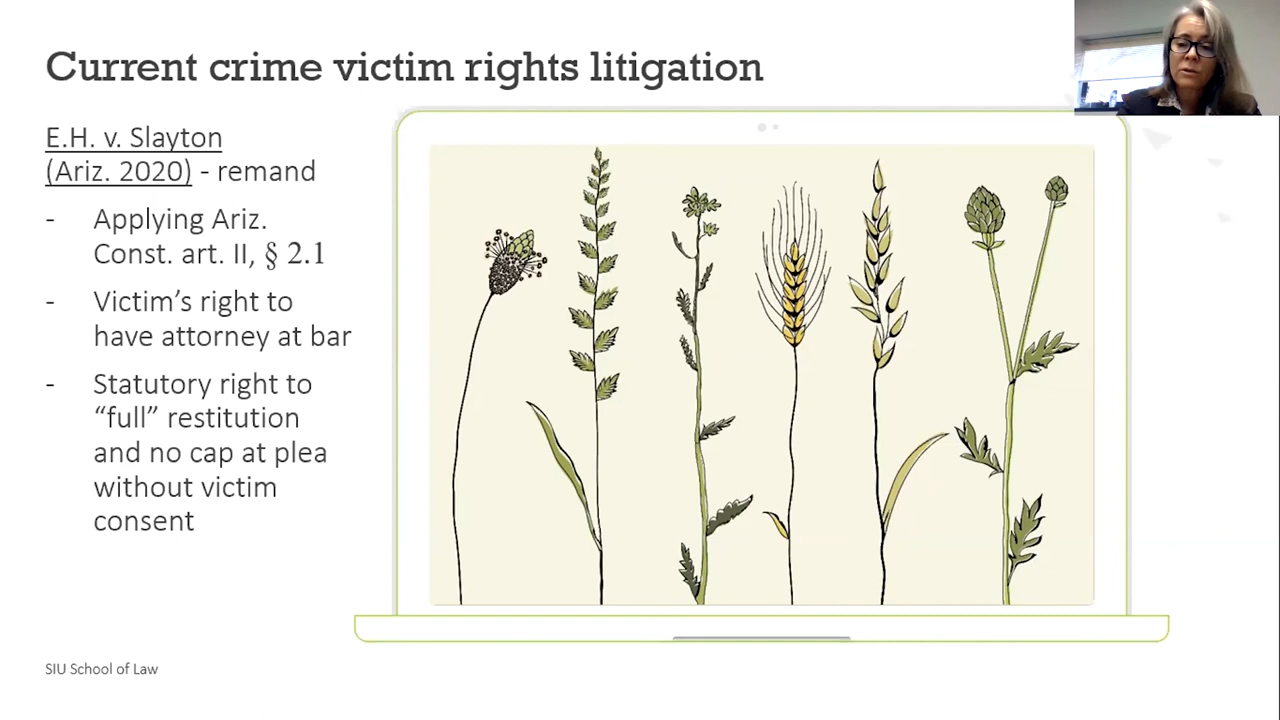 Current crime victim rights litigation
E.H. v. Slayton
(Ariz. 2020) - remand
- Applying Ariz.
Const. art. II, § 2.1
- Victim’s right to
have attorney at bar
- Statutory right to
“full” restitution
and no cap at plea
without victim
consent
SIU School of Law